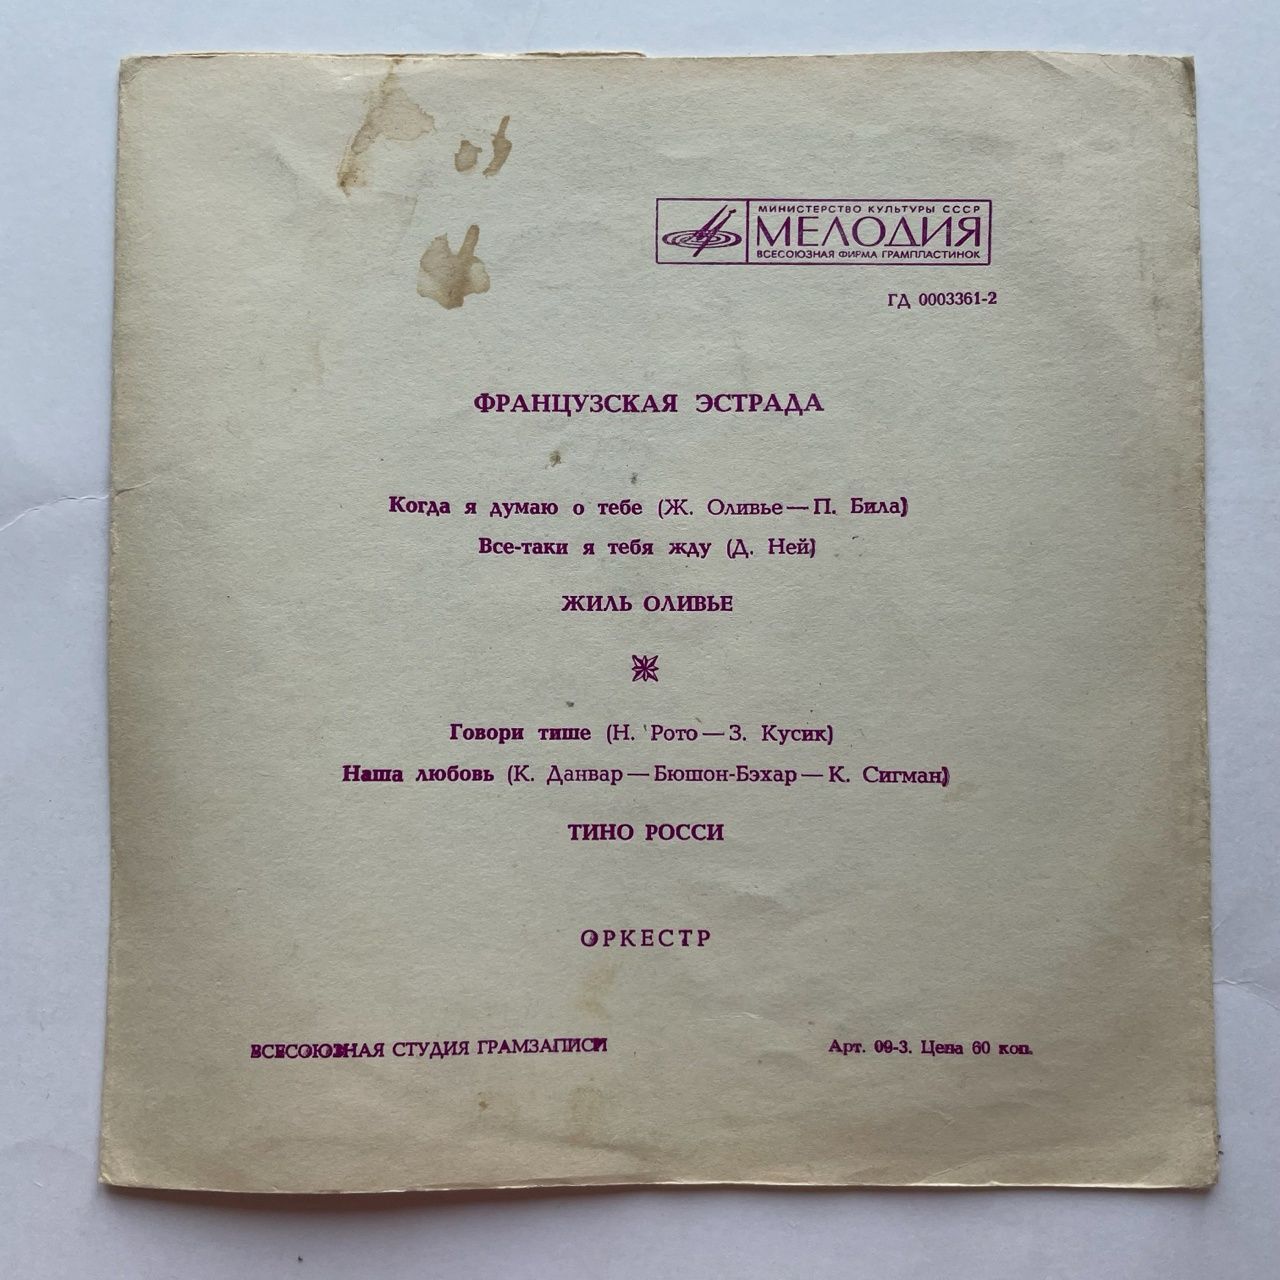 МИНИСТЕРСТВО КУЛЬТУРЫ СССР
МЕЛОДИЯ
ВСЕСОЮЗНАЯ ФИРМА ГРАМПЛАСТИНОК
ГД 0003361-2
ФРАНЦУЗСКАЯ ЭСТРАДА
Когда я думаю о тебе (Ж. Оливье — П. Била)
Все-таки я тебя жду (Д. Ней)
ЖИЛЬ ОЛИВЬЕ
Говори тише (Н. Рото — З. Кусик)
Наша любовь (К. Данвар — Бюшон-Бэхар — К. Сигман)
ТИНО РОССИ
ОРКЕСТР
ВСЕСОЮЗНАЯ СТУДИЯ ГРАМЗАПИСИ
Арт. 09-3. Цена 60 коп.